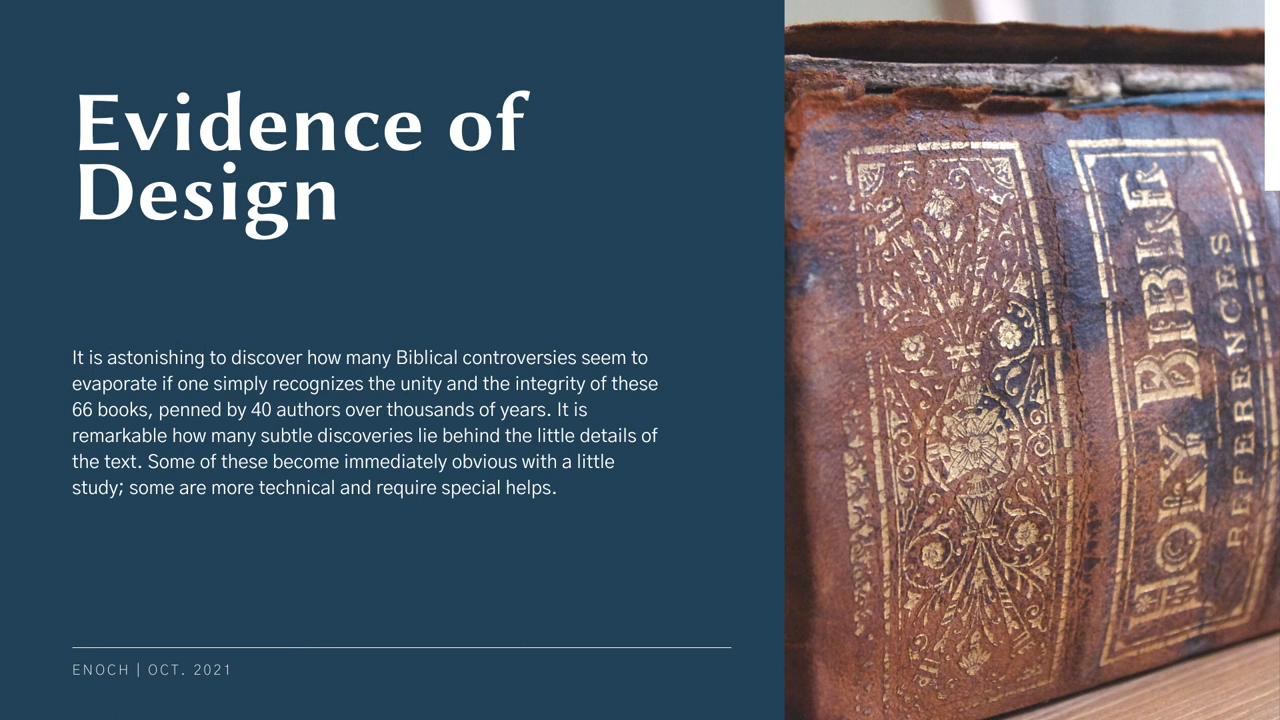 Evidence of
Design
It is astonishing to discover how many Biblical controversies seem to
evaporate if one simply recognizes the unity and the integrity of these
66 books, penned by 40 authors over thousands of years. It is
remarkable how many subtle discoveries lie behind the little details of
the text. Some of these become immediately obvious with a little
study; some are more technical and require special helps.
ENOCH | OCT. 2021
HOLY BIBLE
REFERENCES